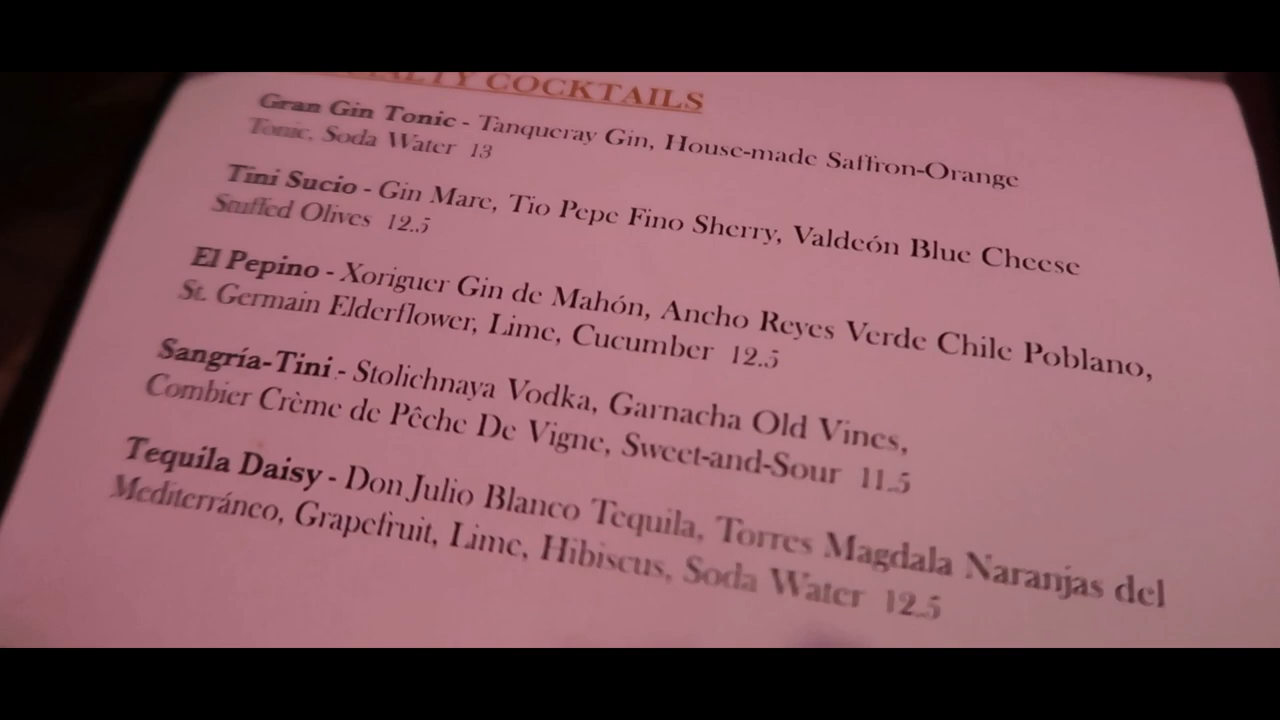 SPECIALTY COCKTAILS
Gran Gin Tonic - Tanqueray Gin, House-made Saffron-Orange
Tonic, Soda Water 13
Tini Sucio - Gin Mare, Tio Pepe Fino Sherry, Valdeón Blue Cheese
Stuffed Olives 12.5
El Pepino - Xoriguer Gin de Mahón, Ancho Reyes Verde Chile Poblano,
St. Germain Elderflower, Lime, Cucumber 12.5
Sangría-Tini - Stolichnaya Vodka, Garnacha Old Vines,
Combier Crème de Pêche De Vigne, Sweet-and-Sour 11.5
Tequila Daisy - Don Julio Blanco Tequila, Torres Magdala Naranjas del
Mediterráneo, Grapefruit, Lime, Hibiscus, Soda Water 12.5